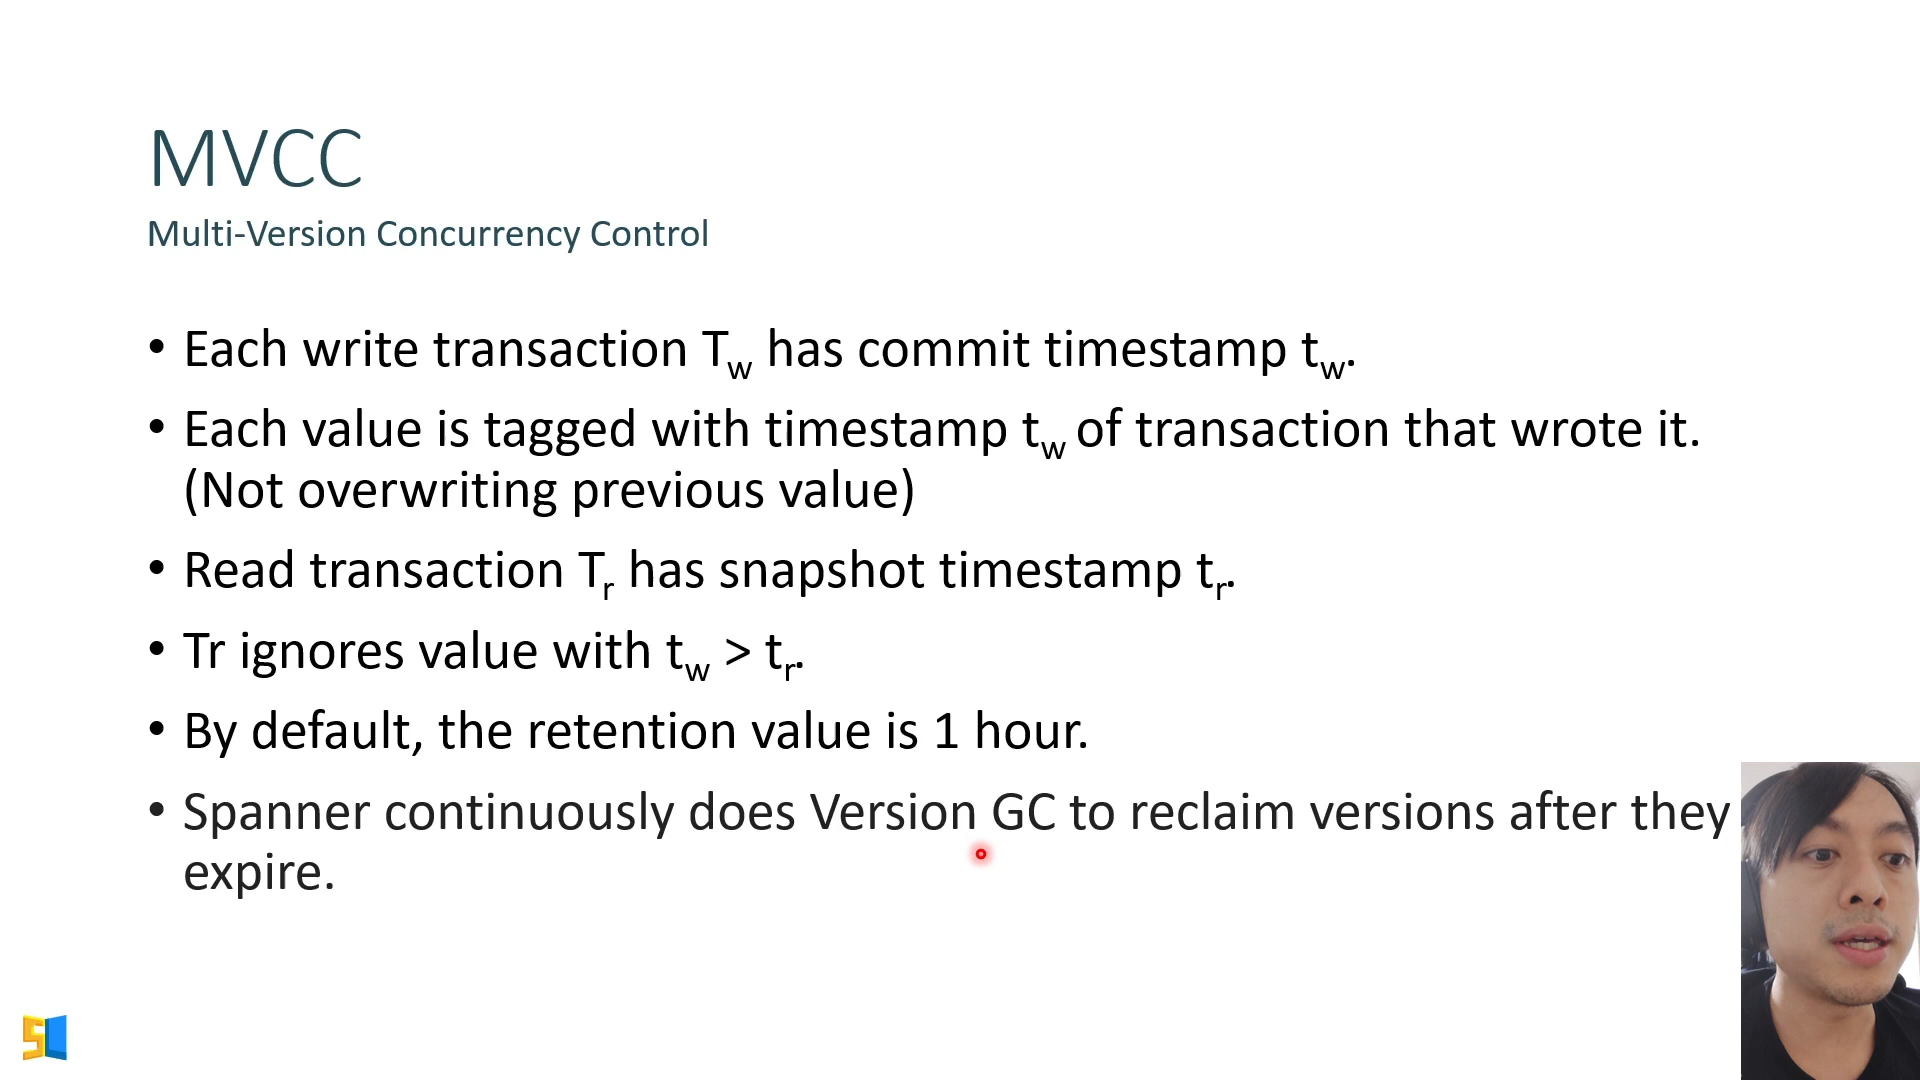 MVCC
Multi-Version Concurrency Control
• Each write transaction Tw has commit timestamp tw.
• Each value is tagged with timestamp tw of transaction that wrote it.
(Not overwriting previous value)
• Read transaction Tr has snapshot timestamp tr.
• Tr ignores value with tw > tr.
• By default, the retention value is 1 hour.
• Spanner continuously does Version GC to reclaim versions after they
expire.